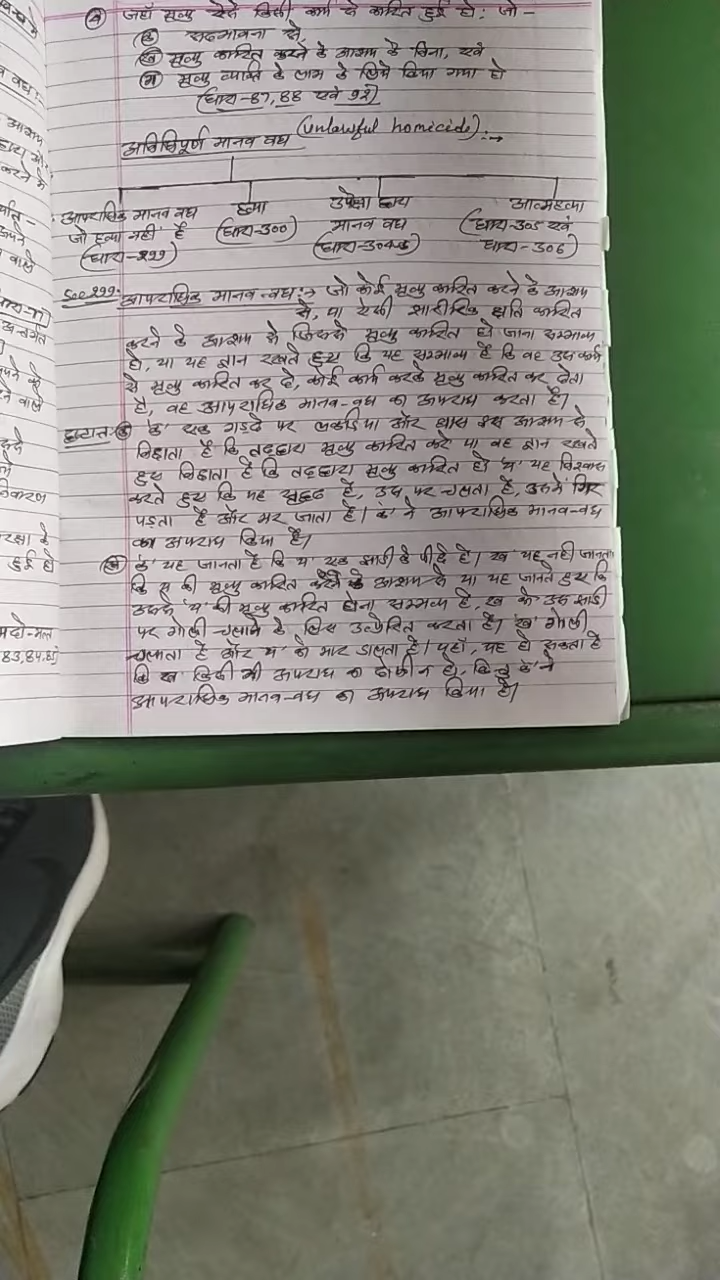 जहाँ मृत्यु ऐसे किसी कार्य से कारित हुई हो; जो -
(क) सद्भावना से,
(ख) मृत्यु कारित करने के आशय के बिना, एवं
(ग) मृत्यु व्यक्ति के लाभ के लिये किया गया हो
(धारा-87, 88 एवं 92)
अविधिपूर्ण मानव वध (unlawful homicide) :→
आपराधिक मानव वध
जो हत्या नहीं है
(धारा-299)
हत्या
(धारा-300)
उपेक्षा द्वारा
मानव वध
(धारा-304क)
आत्महत्या
(धारा-305 एवं
धारा-306)
Sec 299: आपराधिक मानव-वध :→ जो कोई मृत्यु कारित करने के आशय
से, या ऐसी शारीरिक क्षति कारित
करने के आशय से जिससे मृत्यु कारित हो जाना सम्भाव्य
हो, या यह ज्ञान रखते हुए कि यह सम्भाव्य है कि वह उस कार्य
से मृत्यु कारित कर दे, कोई कार्य करके मृत्यु कारित कर देता
है, वह आपराधिक मानव-वध का अपराध करता है।
दृष्टांत:- (क) 'क' एक गड्ढे पर लकडिया और घास इस आशय से
बिछाता है कि तद्द्वारा मृत्यु कारित करे या वह ज्ञान रखते
हुए बिछाता है कि तद्द्वारा मृत्यु कारित हो 'य' यह विश्वास
करते हुए कि यह सुदृढ है, उस पर चलता है, उसमें गिर
पड़ता है और मर जाता है। 'क' ने आपराधिक मानव-वध
का अपराध किया है।
(ख) 'क' यह जानता है कि 'य' एक झाडी के पीछे है। 'ख' यह नही जानता
कि य की मृत्यु कारित करने के आशय से या यह जानते हुए कि
उससे 'य' की मृत्यु कारित होना सम्भाव्य है, ख को उस झाडी
पर गोली चलाने के लिए उत्प्रेरित करता है। 'ख' गोली
चलाता है और 'य' को मार डालता है। यहाँ, यह हो सकता है
कि 'ख' किसी भी अपराध का दोषी न हो, किन्तु 'क' ने
आपराधिक मानव-वध का अपराध किया है।
83,84,85)